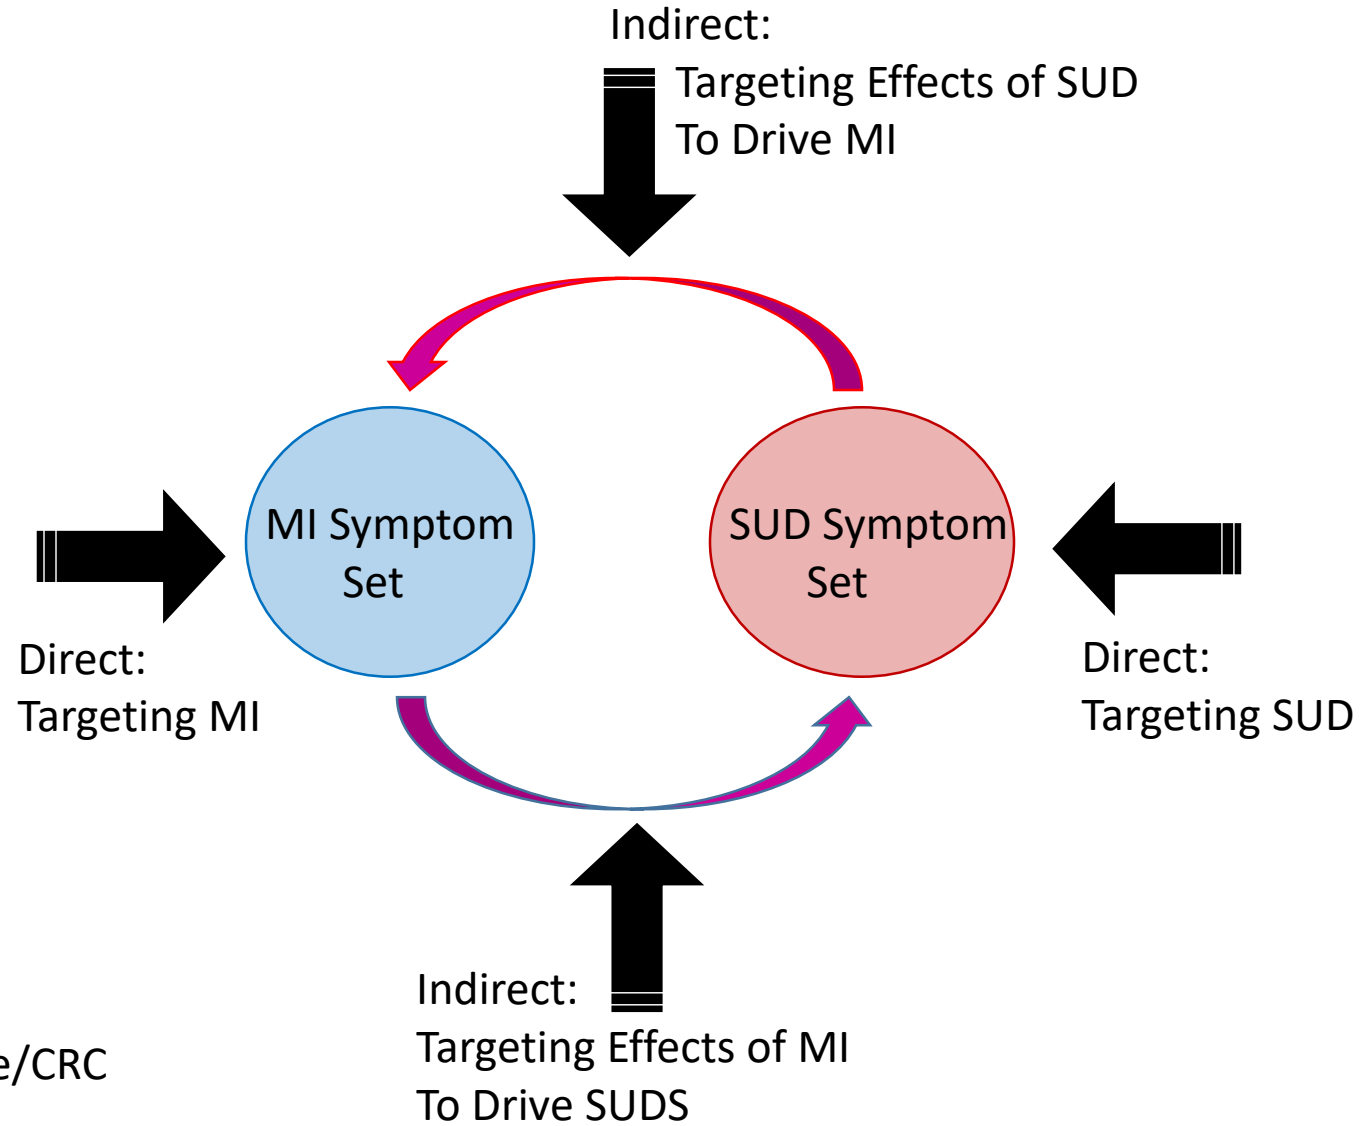 Indirect:
Targeting Effects of SUD
To Drive MI
MI Symptom
Set
SUD Symptom
Set
Direct:
Targeting MI
Direct:
Targeting SUD
Indirect:
Targeting Effects of MI
To Drive SUDS
e/CRC